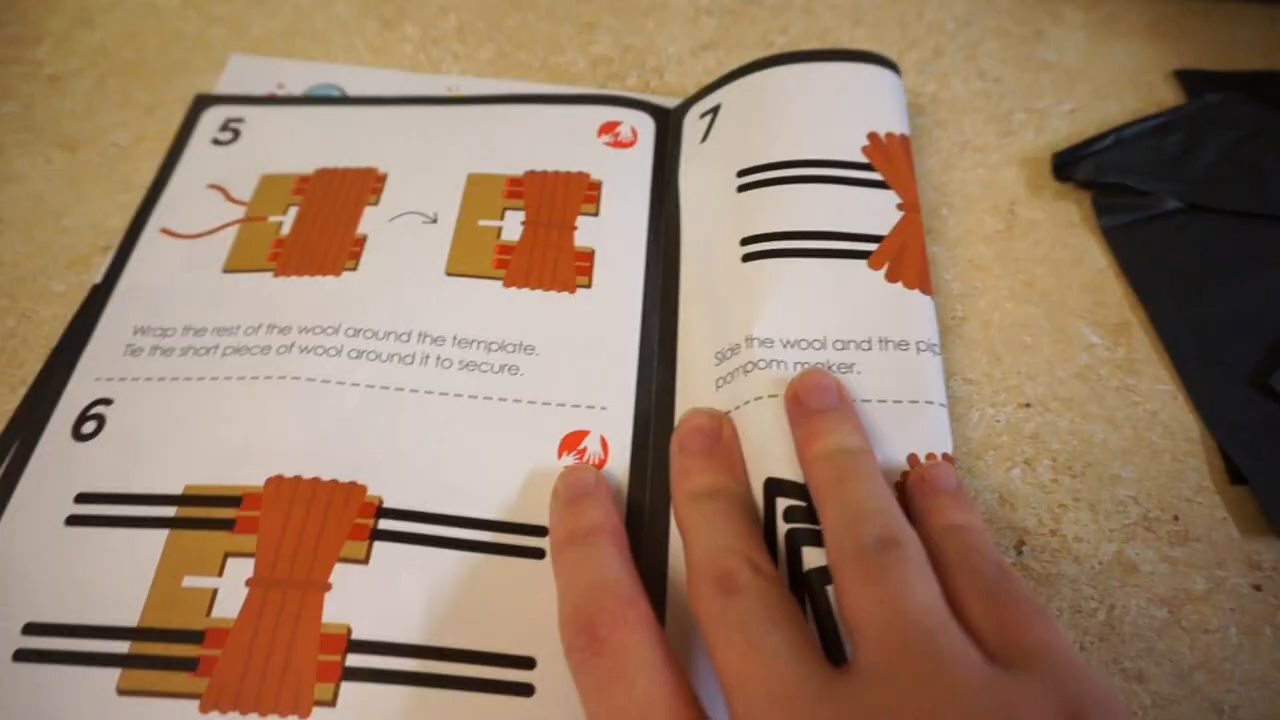 5
Wrap the rest of the wool around the template.
Tie the short piece of wool around it to secure.
6
7
Slide the wool and the
pompom maker.